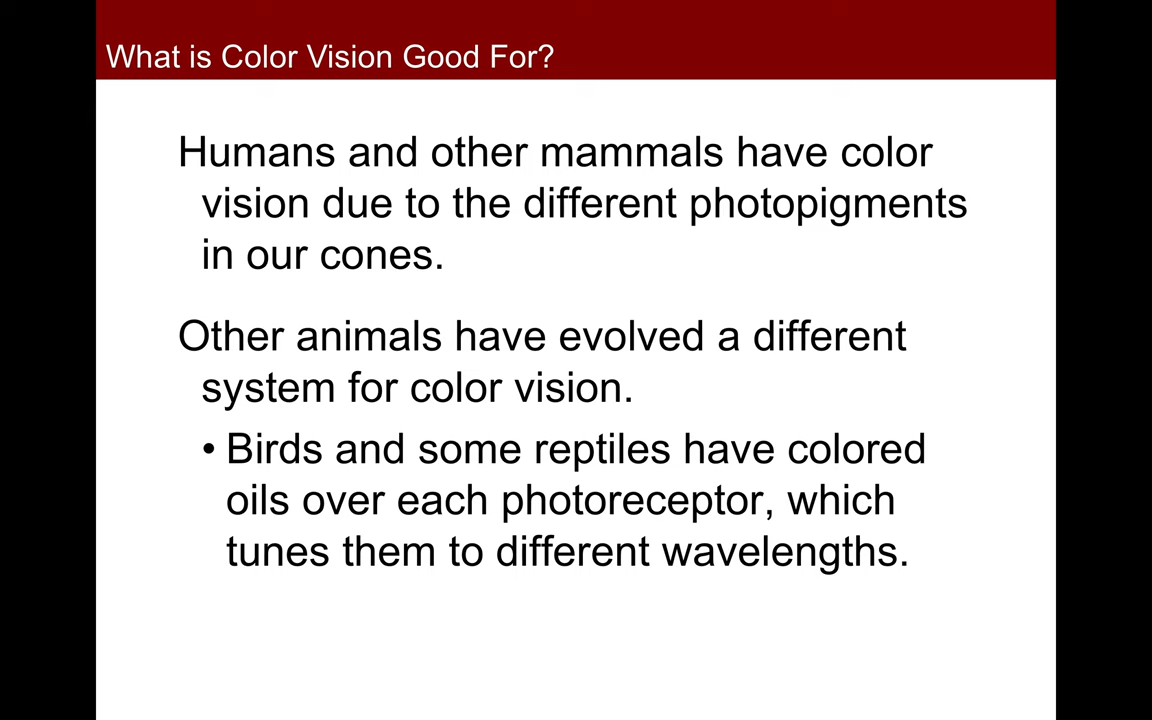 What is Color Vision Good For?
Humans and other mammals have color
vision due to the different photopigments
in our cones.
Other animals have evolved a different
system for color vision.
• Birds and some reptiles have colored
oils over each photoreceptor, which
tunes them to different wavelengths.